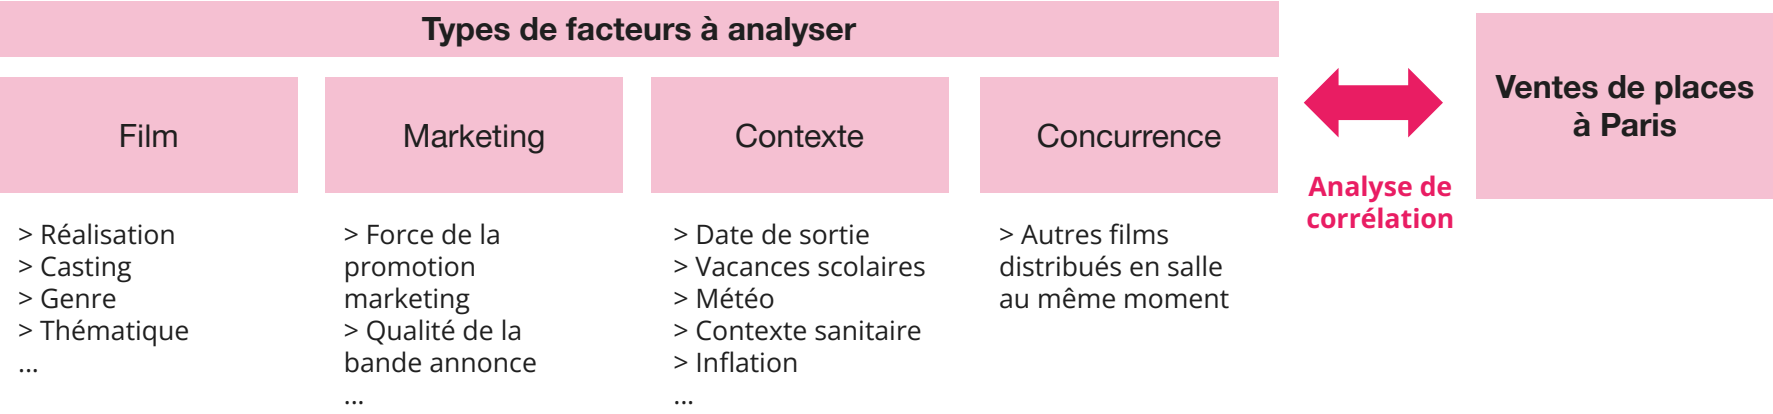 Types de facteurs à analyser
Film
Marketing
Contexte
Concurrence
> Réalisation
> Casting
> Genre
> Thématique
...
> Force de la
promotion
marketing
> Qualité de la
bande annonce
...
> Date de sortie
> Vacances scolaires
> Météo
> Contexte sanitaire
> Inflation
...
> Autres films
distribués en salle
au même moment
Analyse de
corrélation
Ventes de places
à Paris